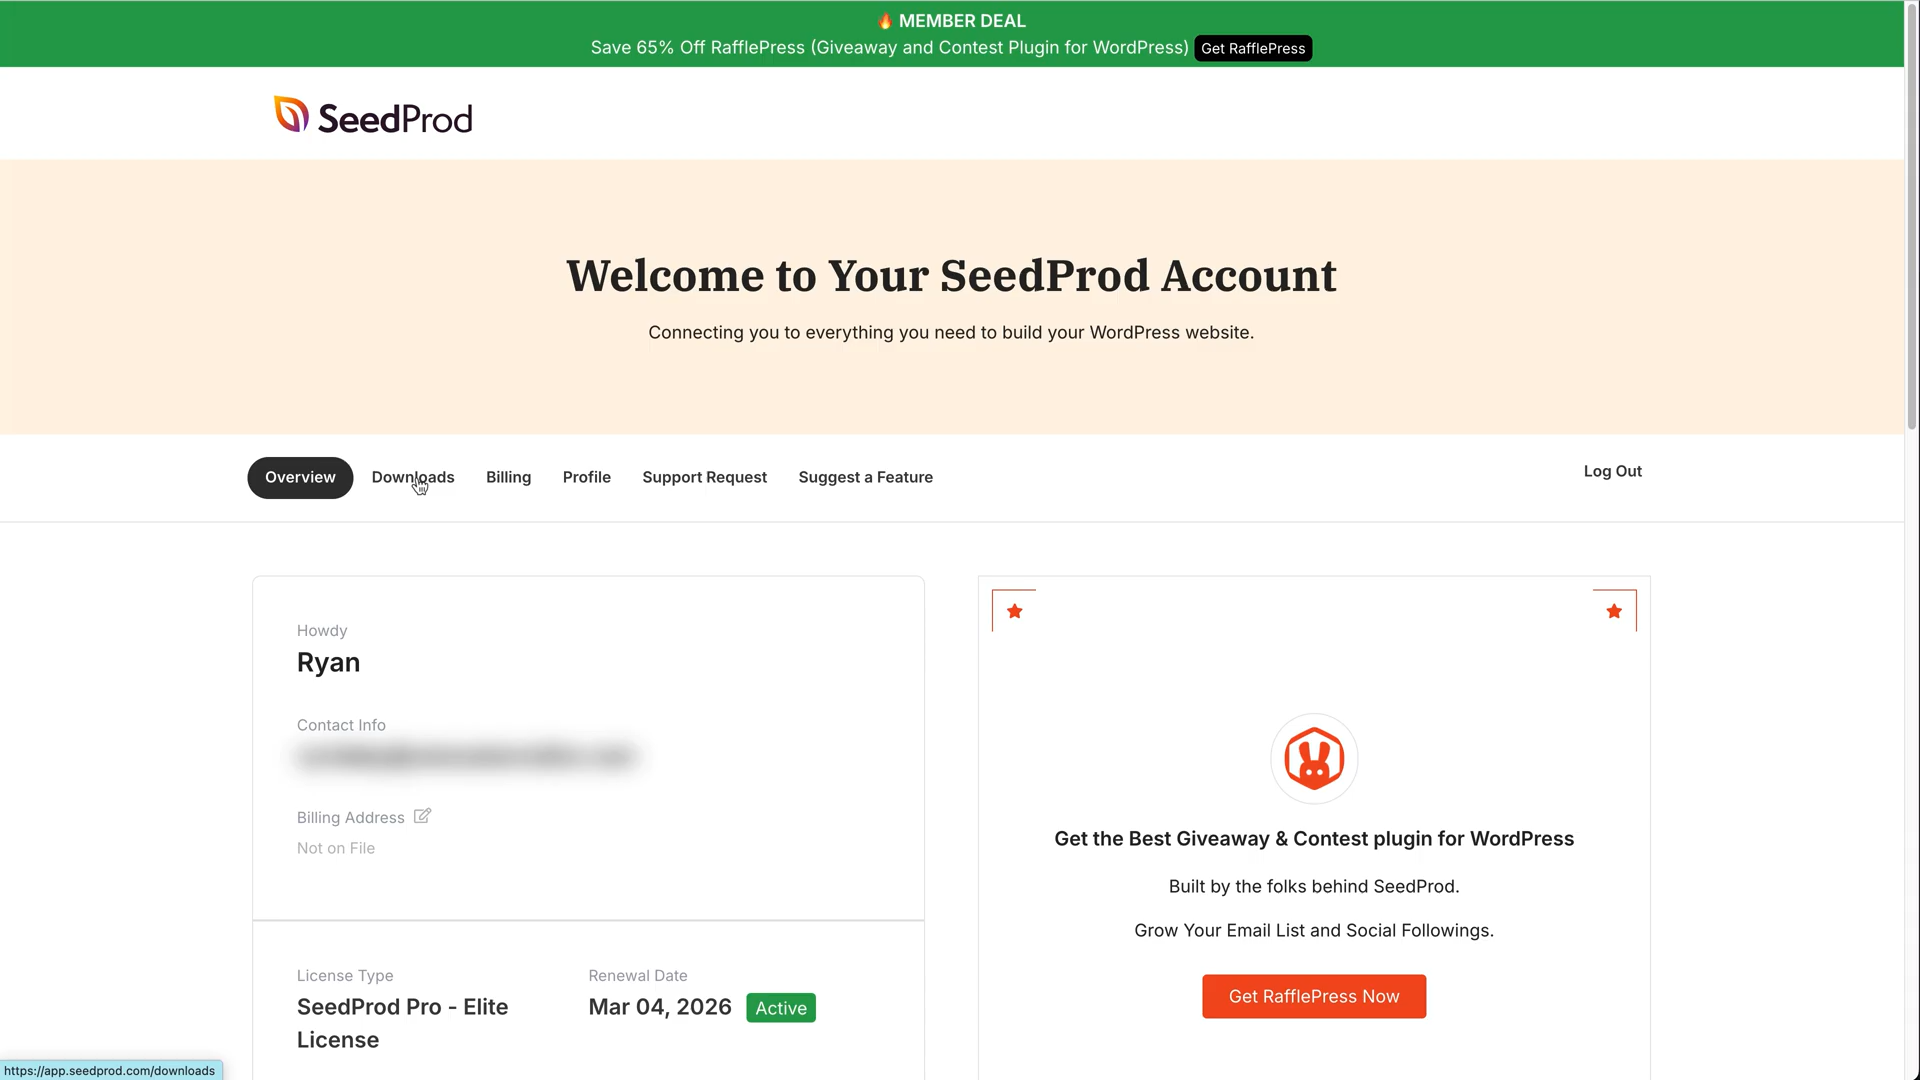 🔥 MEMBER DEAL
Save 65% Off RafflePress (Giveaway and Contest Plugin for WordPress) Get RafflePress
SeedProd
Welcome to Your SeedProd Account
Connecting you to everything you need to build your WordPress website.
Overview Downloads Billing Profile Support Request Suggest a Feature Log Out
Howdy
Ryan
Contact Info
Billing Address
Not on File
License Type
SeedProd Pro - Elite
License
Renewal Date
Mar 04, 2026 Active
Get the Best Giveaway & Contest plugin for WordPress
Built by the folks behind SeedProd.
Grow Your Email List and Social Followings.
Get RafflePress Now
https://app.seedprod.com/downloads